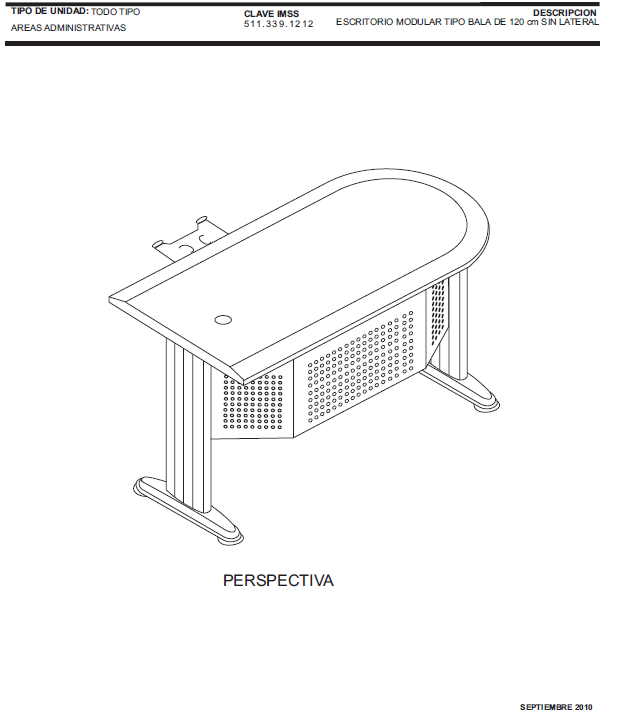 TIPO DE UNIDAD: TODO TIPO
AREAS ADMINISTRATIVAS
CLAVE IMSS
511.339.1212
DESCRIPCION
ESCRITORIO MODULAR TIPO BALA DE 120 cm SIN LATERAL
PERSPECTIVA
SEPTIEMBRE 2010